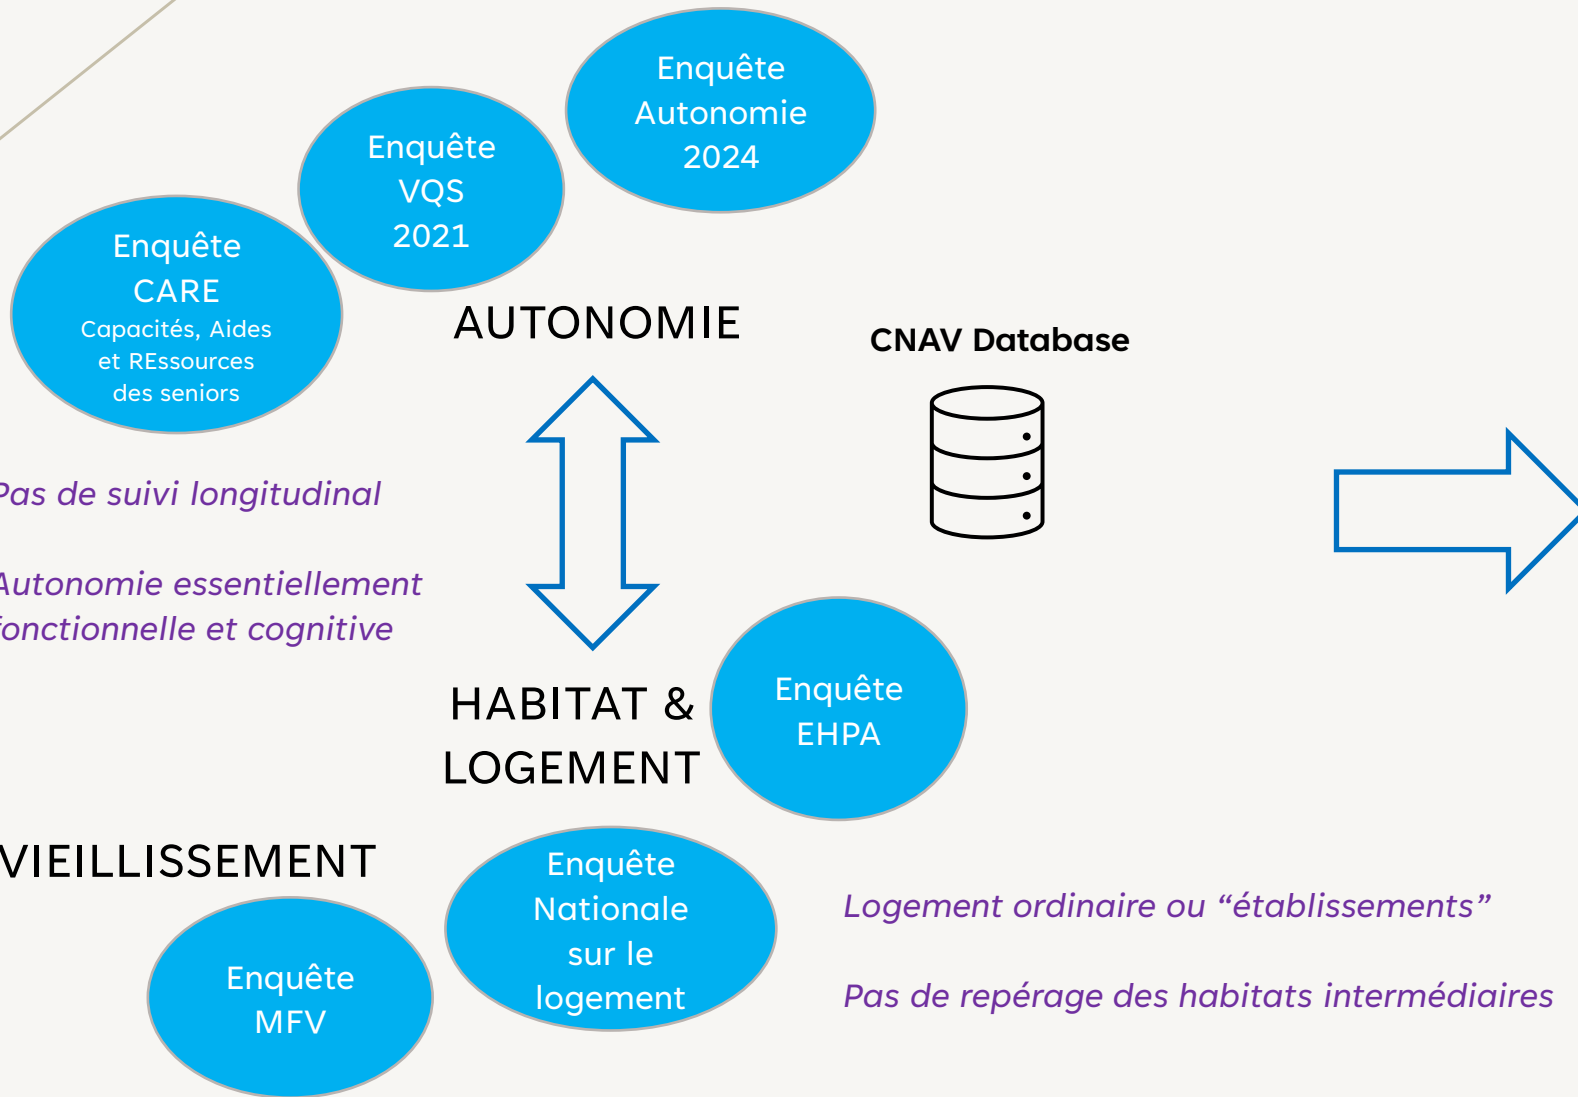 Enquête
Autonomie
2024
Enquête
VQS
2021
Enquête
CARE
Capacités, Aides
et REssources
des seniors
AUTONOMIE
CNAV Database
Pas de suivi longitudinal
Autonomie essentiellement
fonctionnelle et cognitive
HABITAT &
LOGEMENT
Enquête
EHPA
VIEILLISSEMENT
Enquête
Nationale
sur le
logement
Enquête
MFV
Logement ordinaire ou “établissements”
Pas de repérage des habitats intermédiaires